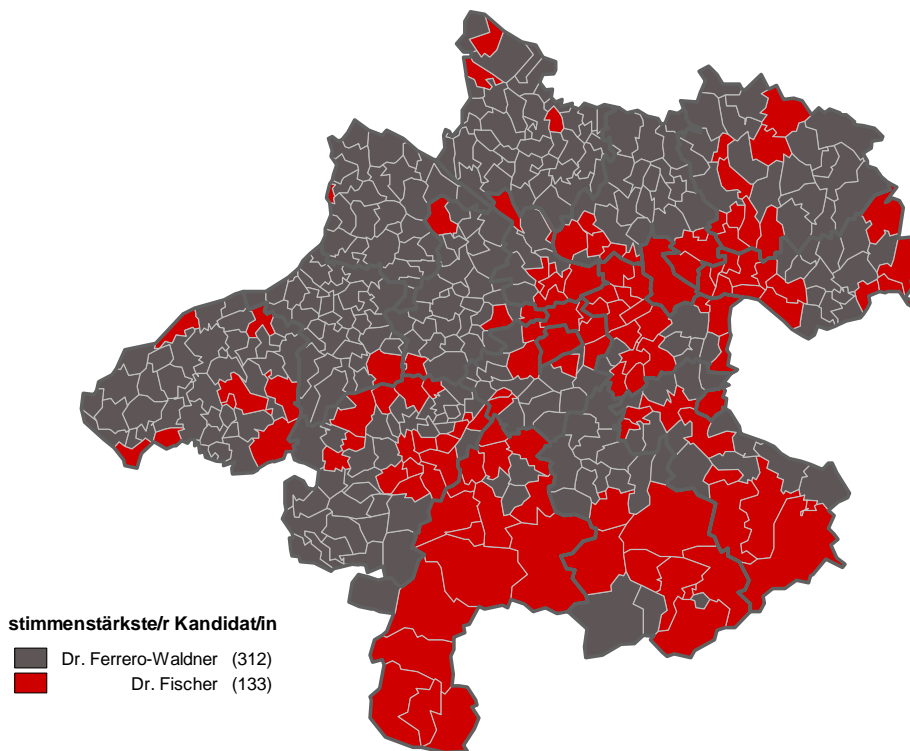 stimmenstärkste/r Kandidat/in
Dr. Ferrero-Waldner (312)
Dr. Fischer (133)